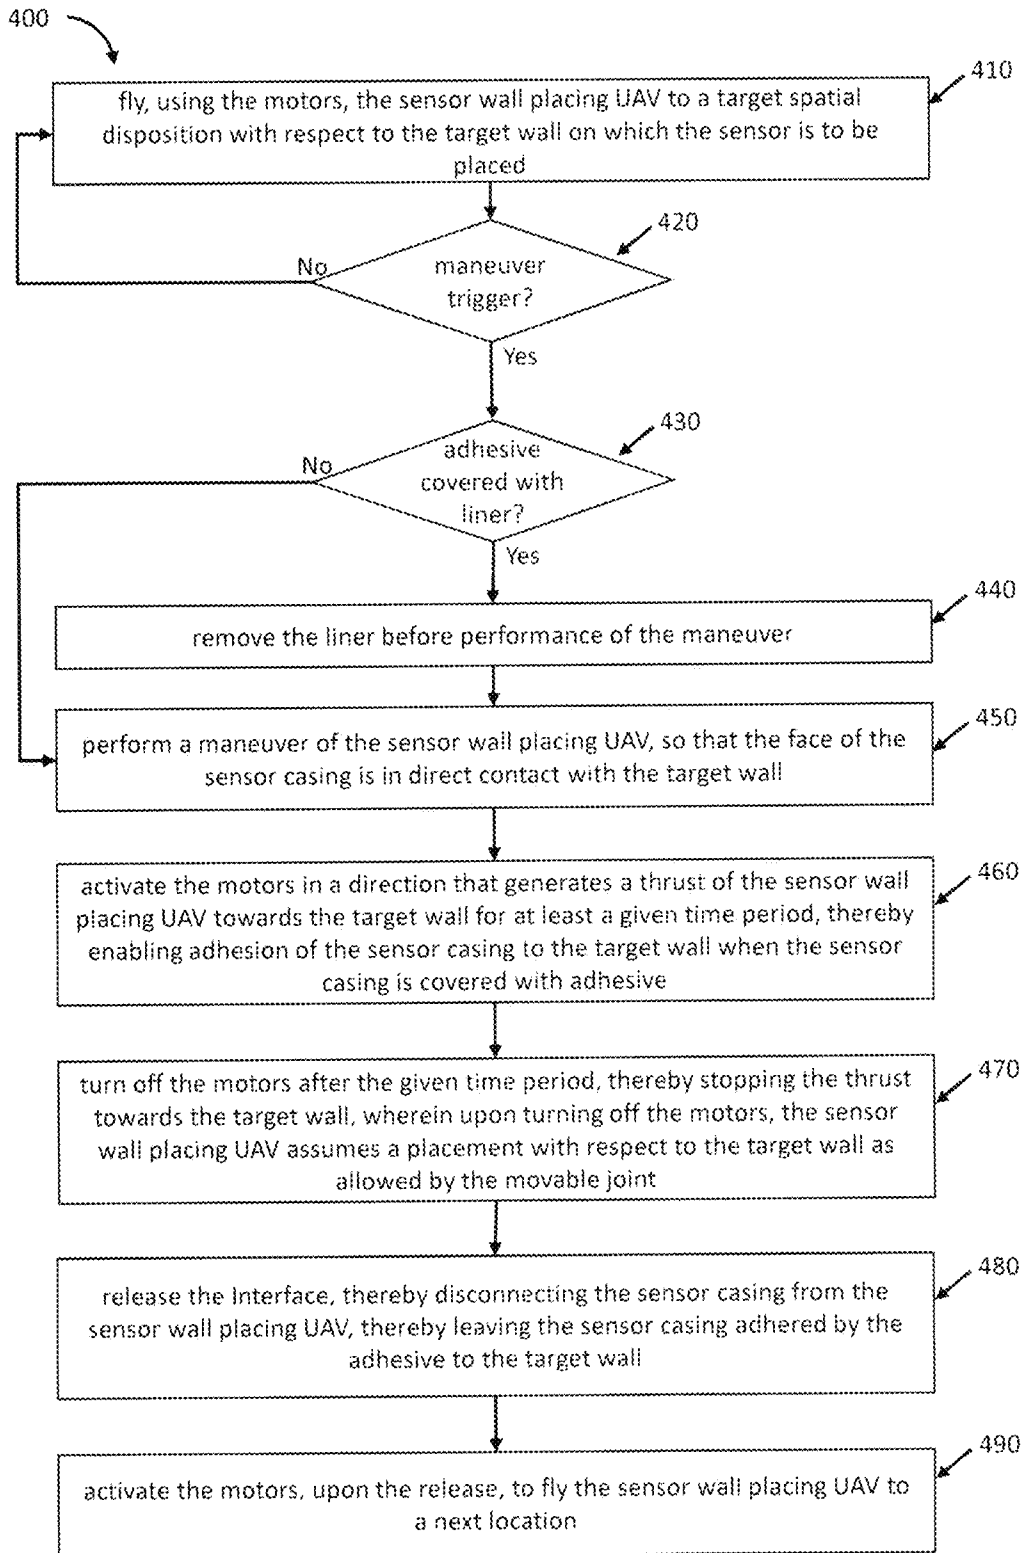 400
410
fly, using the motors, the sensor wall placing UAV to a target spatial
disposition with respect to the target wall on which the sensor is to be
placed
420
No
maneuver
trigger?
Yes
430
No
adhesive
covered with
liner?
Yes
440
remove the liner before performance of the maneuver
450
perform a maneuver of the sensor wall placing UAV, so that the face of the
sensor casing is in direct contact with the target wall
460
activate the motors in a direction that generates a thrust of the sensor wall
placing UAV towards the target wall for at least a given time period, thereby
enabling adhesion of the sensor casing to the target wall when the sensor
casing is covered with adhesive
470
turn off the motors after the given time period, thereby stopping the thrust
towards the target wall, wherein upon turning off the motors, the sensor
wall placing UAV assumes a placement with respect to the target wall as
allowed by the movable joint
480
release the Interface, thereby disconnecting the sensor casing from the
sensor wall placing UAV, thereby leaving the sensor casing adhered by the
adhesive to the target wall
490
activate the motors, upon the release, to fly the sensor wall placing UAV to
a next location